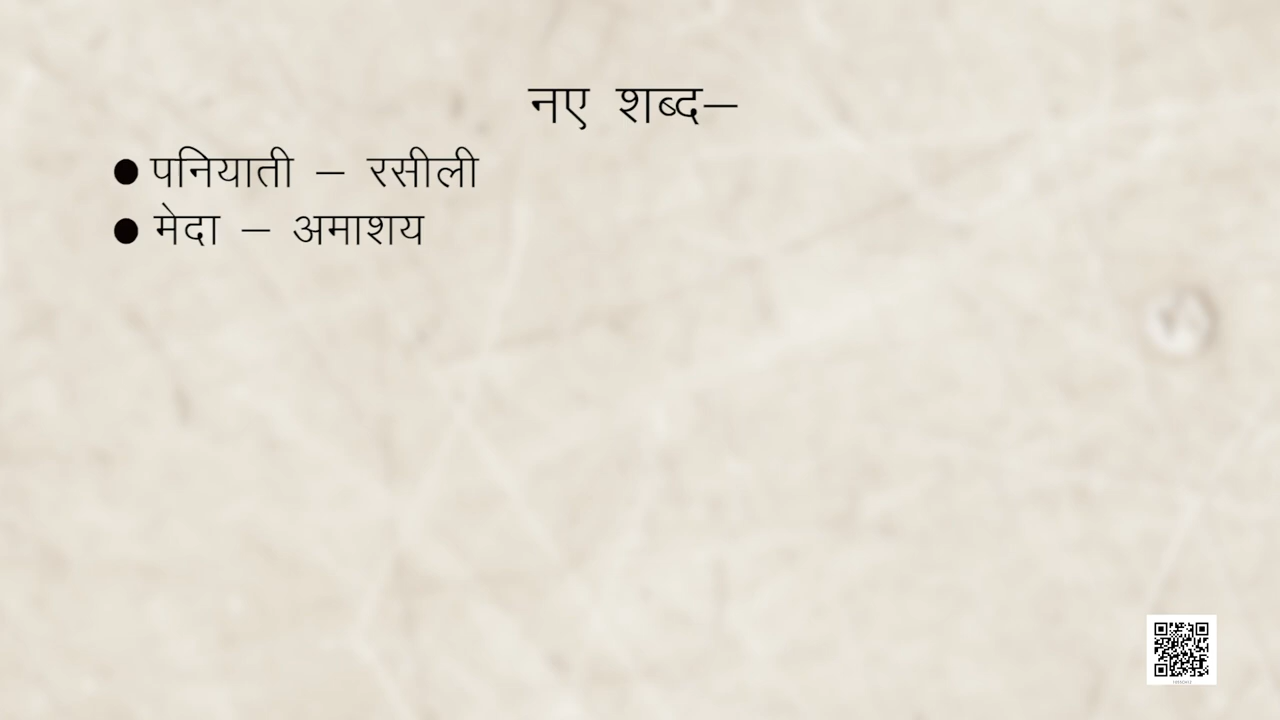 नए शब्द–
● पनियाती – रसीली
● मेदा – अमाशय